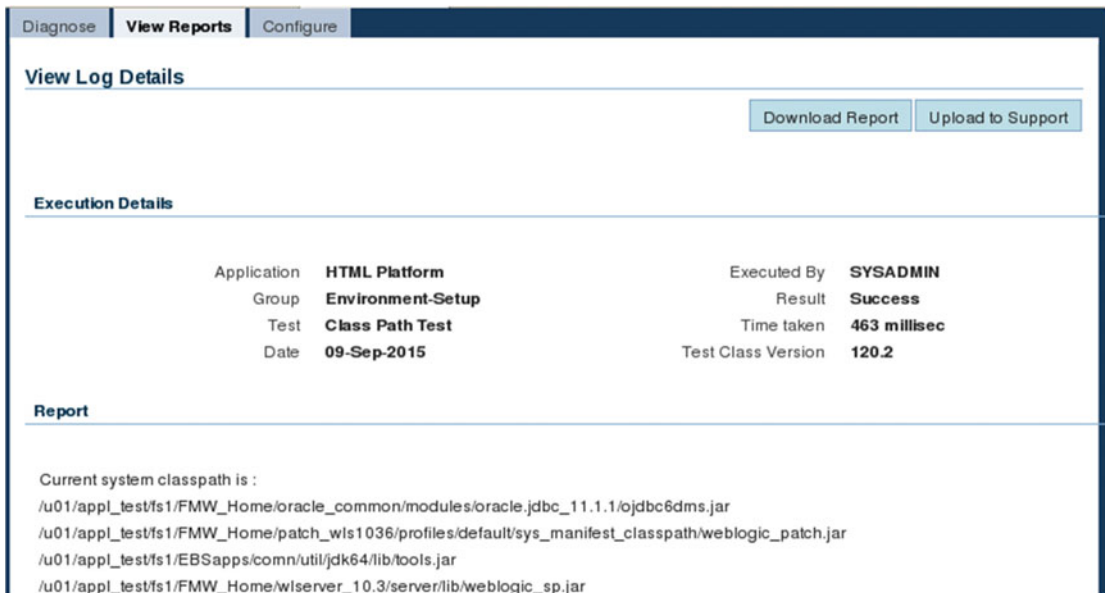 Diagnose View Reports Configure
View Log Details
Download Report Upload to Support
Execution Details
Application HTML Platform Executed By SYSADMIN
Group Environment-Setup Result Success
Test Class Path Test Time taken 463 millisec
Date 09-Sep-2015 Test Class Version 120.2
Report
Current system classpath is :
/u01/appl_test/fs1/FMW_Home/oracle_common/modules/oracle.jdbc_11.1.1/ojdbc6dms.jar
/u01/appl_test/fs1/FMW_Home/patch_wls1036/profiles/default/sys_manifest_classpath/weblogic_patch.jar
/u01/appl_test/fs1/EBSapps/comn/util/jdk64/lib/tools.jar
/u01/appl_test/fs1/FMW_Home/wlserver_10.3/server/lib/weblogic_sp.jar